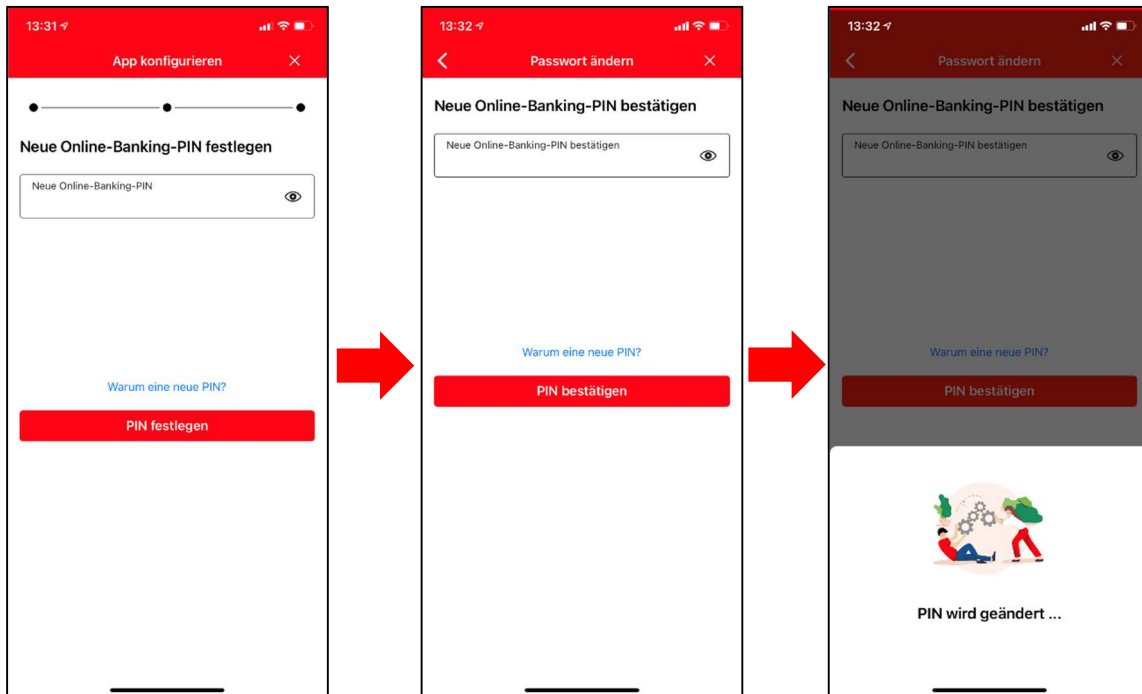 13:31
App konfigurieren
Neue Online-Banking-PIN festlegen
Neue Online-Banking-PIN
Warum eine neue PIN?
PIN festlegen
13:32
Passwort ändern
Neue Online-Banking-PIN bestätigen
Neue Online-Banking-PIN bestätigen
Warum eine neue PIN?
PIN bestätigen
13:32
Passwort ändern
Neue Online-Banking-PIN bestätigen
Neue Online-Banking-PIN bestätigen
Warum eine neue PIN?
PIN bestätigen
PIN wird geändert ...